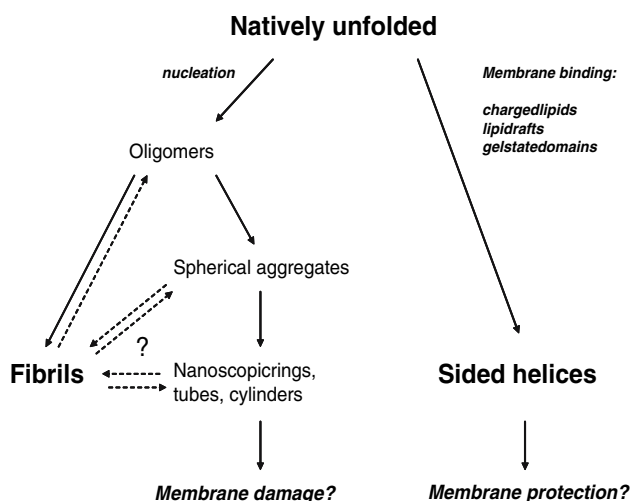 Natively unfolded
nucleation
Membrane binding:
chargedlipids
lipidrafts
gelstatedomains
Oligomers
Spherical aggregates
?
Fibrils
Nanoscopicrings,
tubes, cylinders
Sided helices
Membrane damage?
Membrane protection?